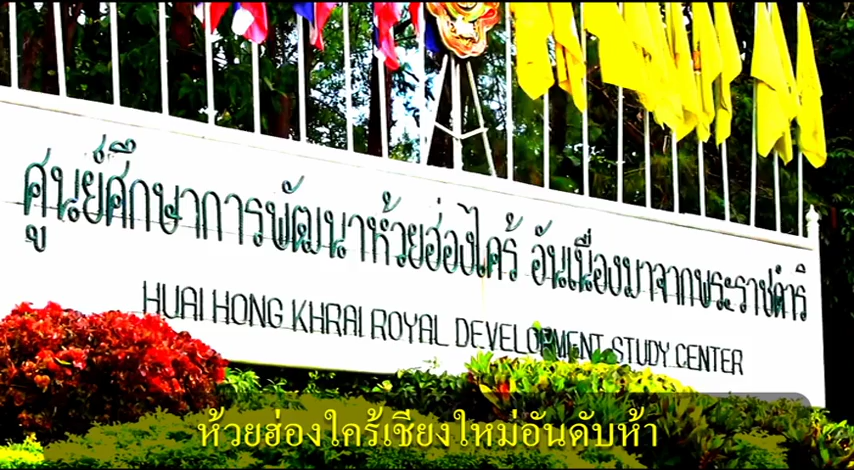 ศูนย์ศึกษาการพัฒนาห้วยฮ่องไคร้ อันเนื่องมาจากพระราชดำริ
HUAI HONG KHRAI ROYAL DEVELOPMENT STUDY CENTER
ห้วยฮ่องใคร้เชียงใหม่อันดับห้า